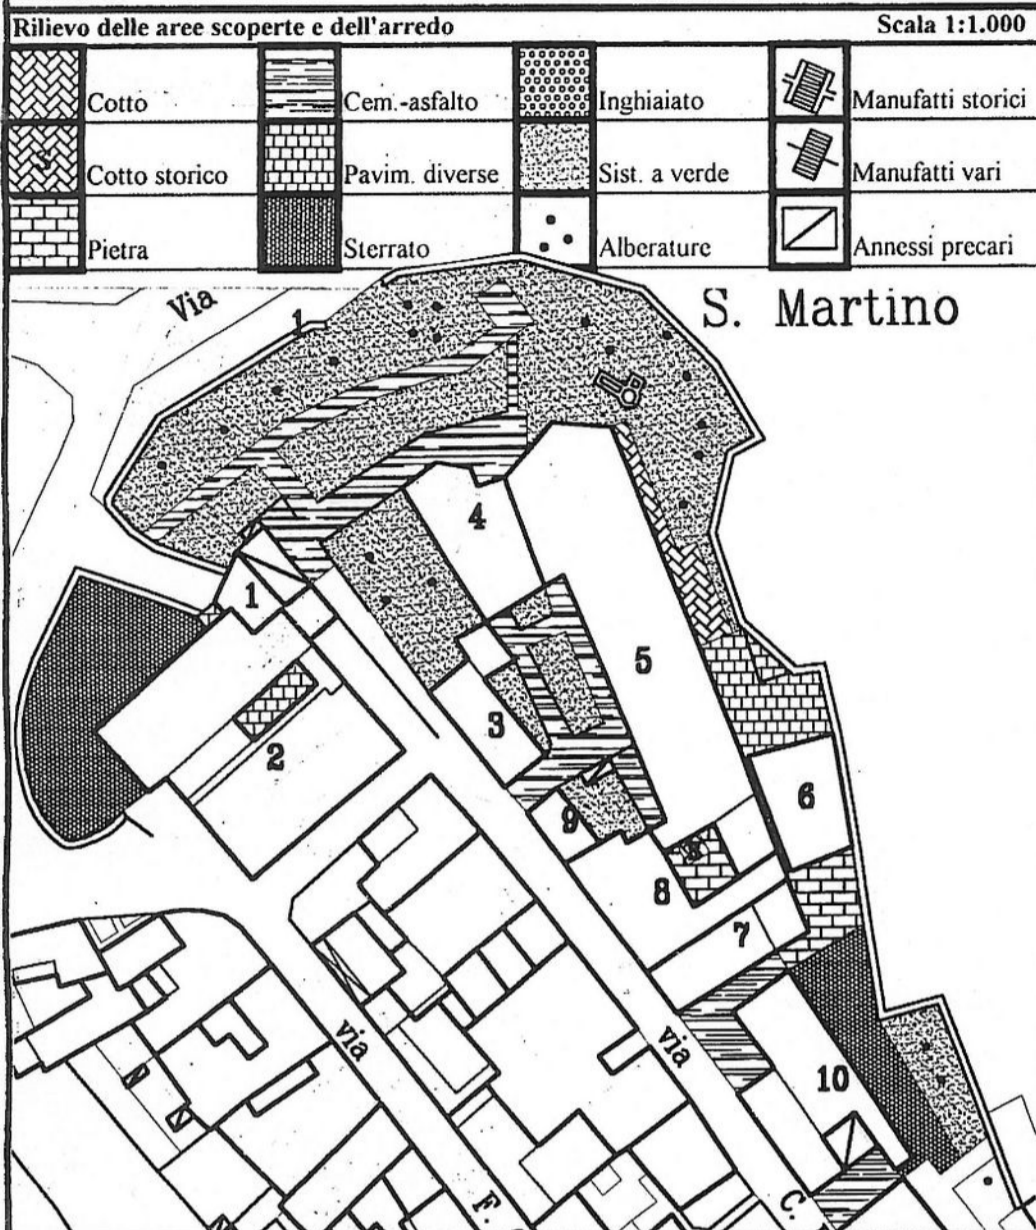 Rilievo delle aree scoperte e dell'arredo Scala 1:1.000
Cotto Cem.-asfalto Inghiaiato Manufatti storici
S
Cotto storico Pavim. diverse Sist. a verde Manufatti vari
Pietra Sterrato Alberature Annessi precari
Via
1
S. Martino
4
1
5
3
2
6
9
8
7
via
via
10
F.
C.